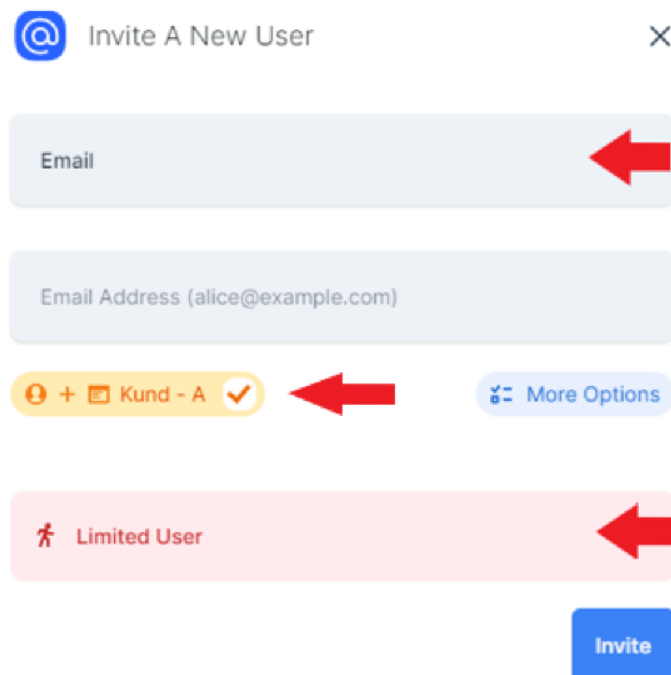 Invite A New User
Email
Email Address (alice@example.com)
+ Kund - A
More Options
Limited User
Invite